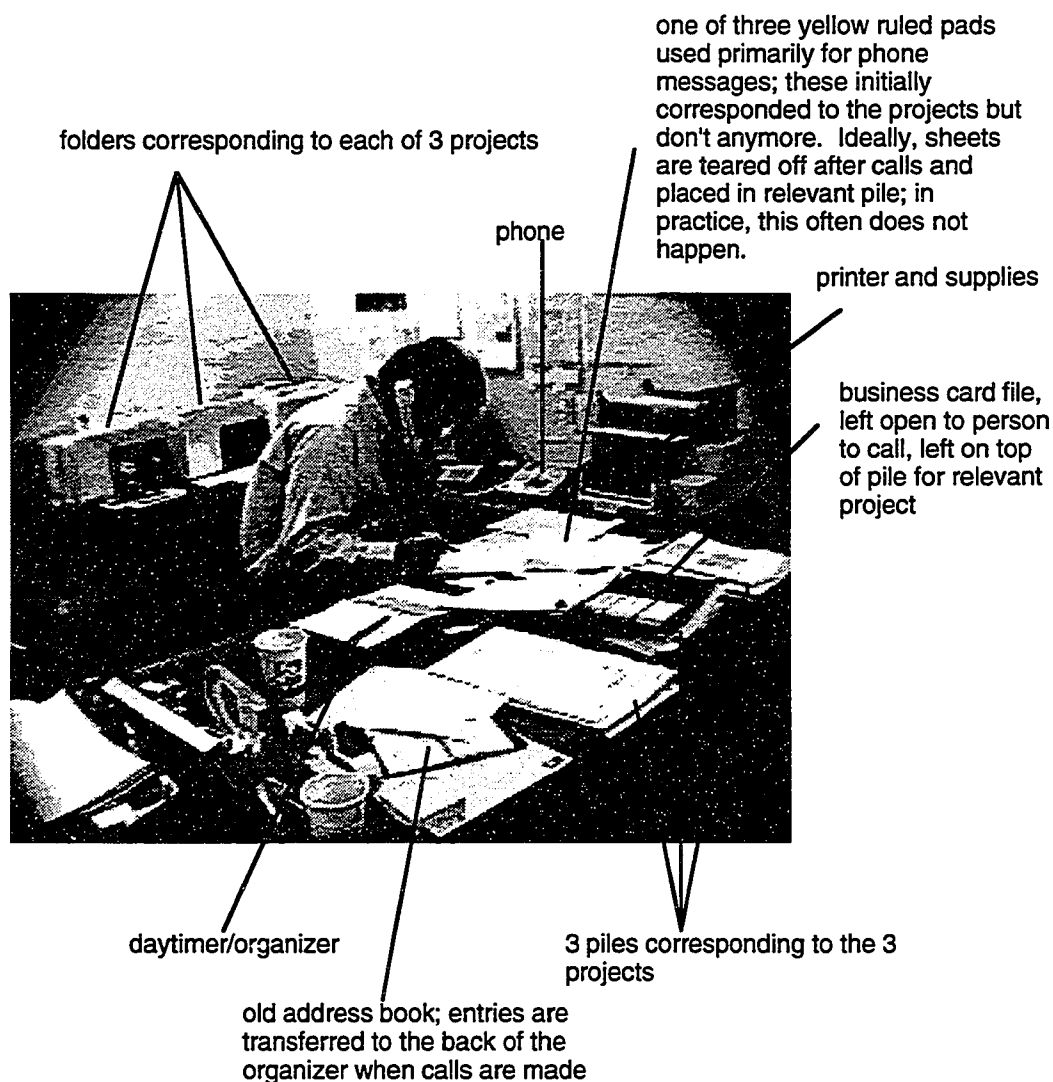 one of three yellow ruled pads
used primarily for phone
messages; these initially
corresponded to the projects but
don't anymore. Ideally, sheets
are teared off after calls and
placed in relevant pile; in
practice, this often does not
happen.
folders corresponding to each of 3 projects
phone
printer and supplies
business card file,
left open to person
to call, left on top
of pile for relevant
project
daytimer/organizer
3 piles corresponding to the 3
projects
old address book; entries are
transferred to the back of the
organizer when calls are made